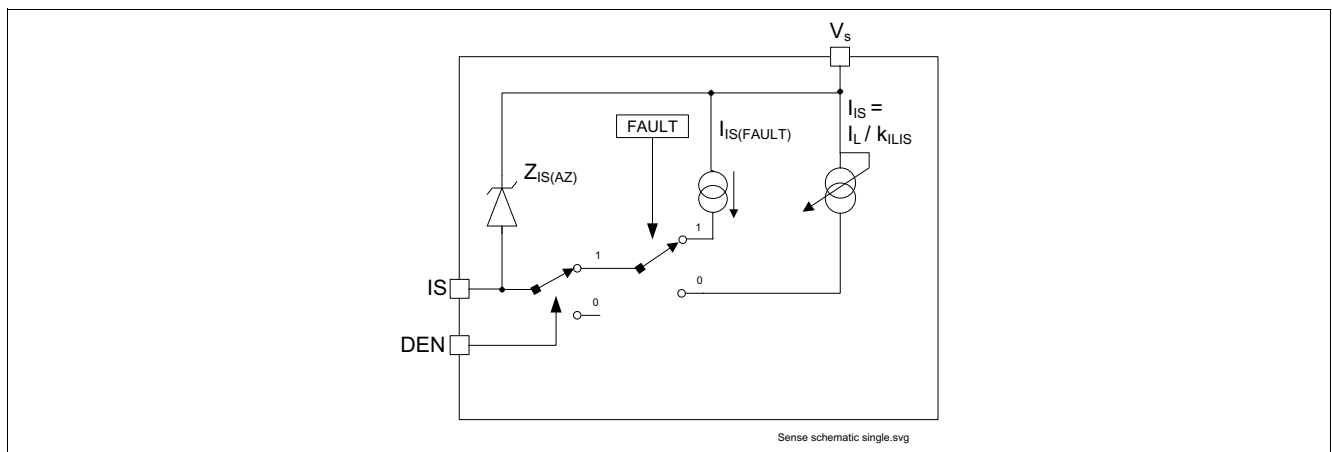 Vs
IIS =
IL / kILIS
FAULT
IIS(FAULT)
ZIS(AZ)
1
1
0
IS
0
DEN
Sense schematic single.svg